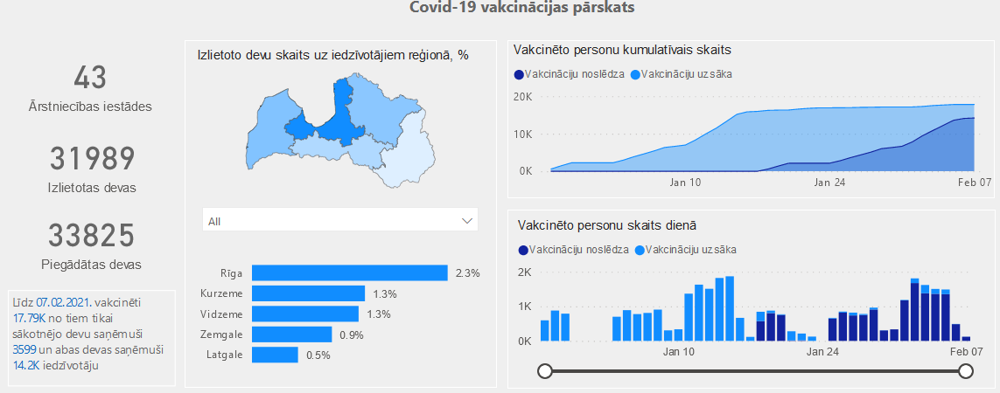 Covid-19 vakcinācijas pārskats
43
Ārstniecības iestādes
31989
Izlietotas devas
33825
Piegādātas devas
Līdz 07.02.2021. vakcinēti
17.79K no tiem tikai
sākotnējo devu saņēmuši
3599 un abas devas saņēmuši
14.2K iedzīvotāju
Izlietoto devu skaits uz iedzīvotājiem reģionā, %
All
Rīga 2.3%
Kurzeme 1.3%
Vidzeme 1.3%
Zemgale 0.9%
Latgale 0.5%
Vakcinēto personu kumulatīvais skaits
Vakcināciju noslēdza Vakcināciju uzsāka
20K
10K
0K
Jan 10 Jan 24 Feb 07
Vakcinēto personu skaits dienā
Vakcināciju noslēdza Vakcināciju uzsāka
2K
1K
0K
Jan 10 Jan 24 Feb 07